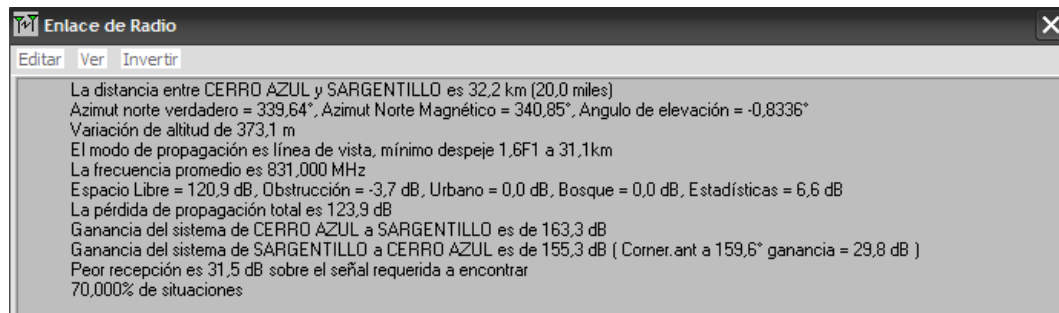 Enlace de Radio
Editar Ver Invertir
La distancia entre CERRO AZUL y SARGENTILLO es 32,2 km (20,0 miles)
Azimut norte verdadero = 339,64°, Azimut Norte Magnético = 340,85°, Angulo de elevación = -0,8336°
Variación de altitud de 373,1 m
El modo de propagación es línea de vista, mínimo despeje 1,6F1 a 31,1km
La frecuencia promedio es 831,000 MHz
Espacio Libre = 120,9 dB, Obstrucción = -3,7 dB, Urbano = 0,0 dB, Bosque = 0,0 dB, Estadísticas = 6,6 dB
La pérdida de propagación total es 123,9 dB
Ganancia del sistema de CERRO AZUL a SARGENTILLO es de 163,3 dB
Ganancia del sistema de SARGENTILLO a CERRO AZUL es de 155,3 dB ( Corner.ant a 159,6° ganancia = 29,8 dB )
Peor recepción es 31,5 dB sobre el señal requerida a encontrar
70,000% de situaciones